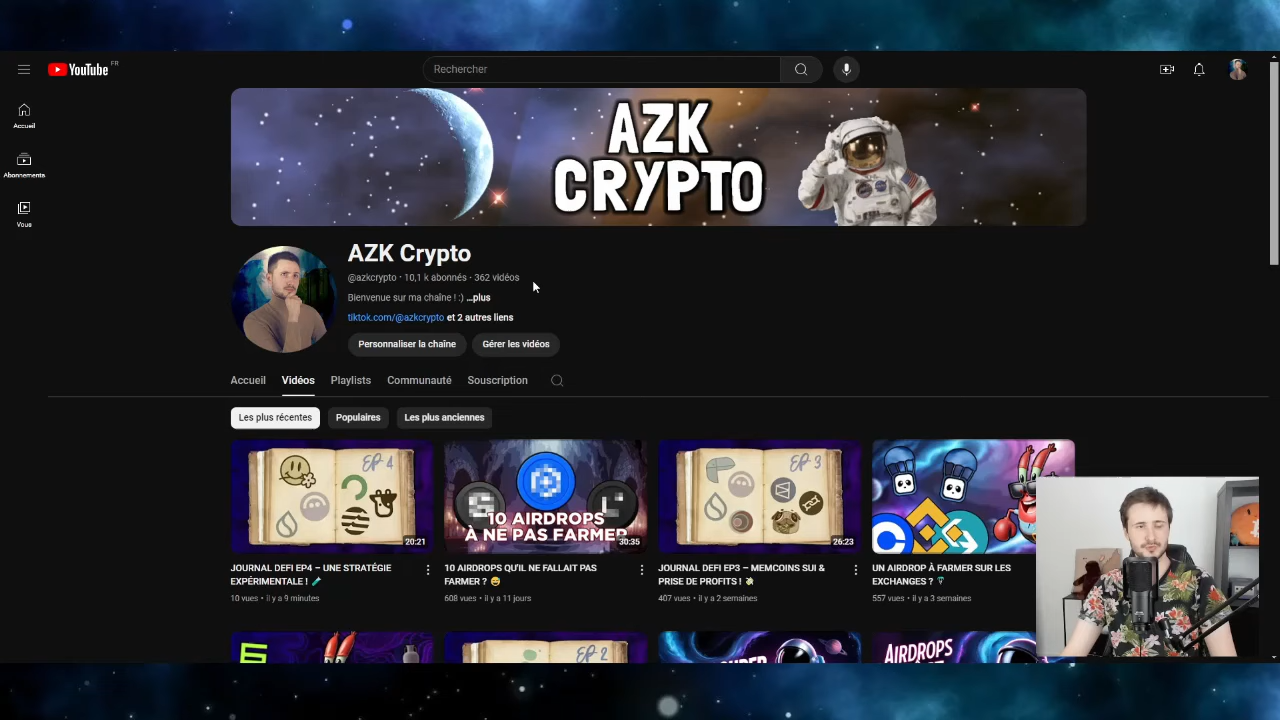 YouTube FR
Rechercher
Accueil
Abonnements
Vous
AZK
CRYPTO
AZK Crypto
@azkcrypto · 10,1 k abonnés · 362 vidéos
Bienvenue sur ma chaîne ! :) ...plus
tiktok.com/@azkcrypto et 2 autres liens
Personnaliser la chaîne
Gérer les vidéos
Accueil Vidéos Playlists Communauté Souscription
Les plus récentes Populaires Les plus anciennes
EP 4
20:21
10 AIRDROPS
À NE PAS FARMER
30:35
EP 3
26:23
JOURNAL DEFI EP4 – UNE STRATÉGIE
EXPÉRIMENTALE !
10 vues · il y a 9 minutes
10 AIRDROPS QU'IL NE FALLAIT PAS
FARMER ?
608 vues · il y a 11 jours
JOURNAL DEFI EP3 – MEMCOINS SUI &
PRISE DE PROFITS !
407 vues · il y a 2 semaines
UN AIRDROP À FARMER SUR LES
EXCHANGES ?
557 vues · il y a 3 semaines
EP 2
SUPER
AIRDROPS